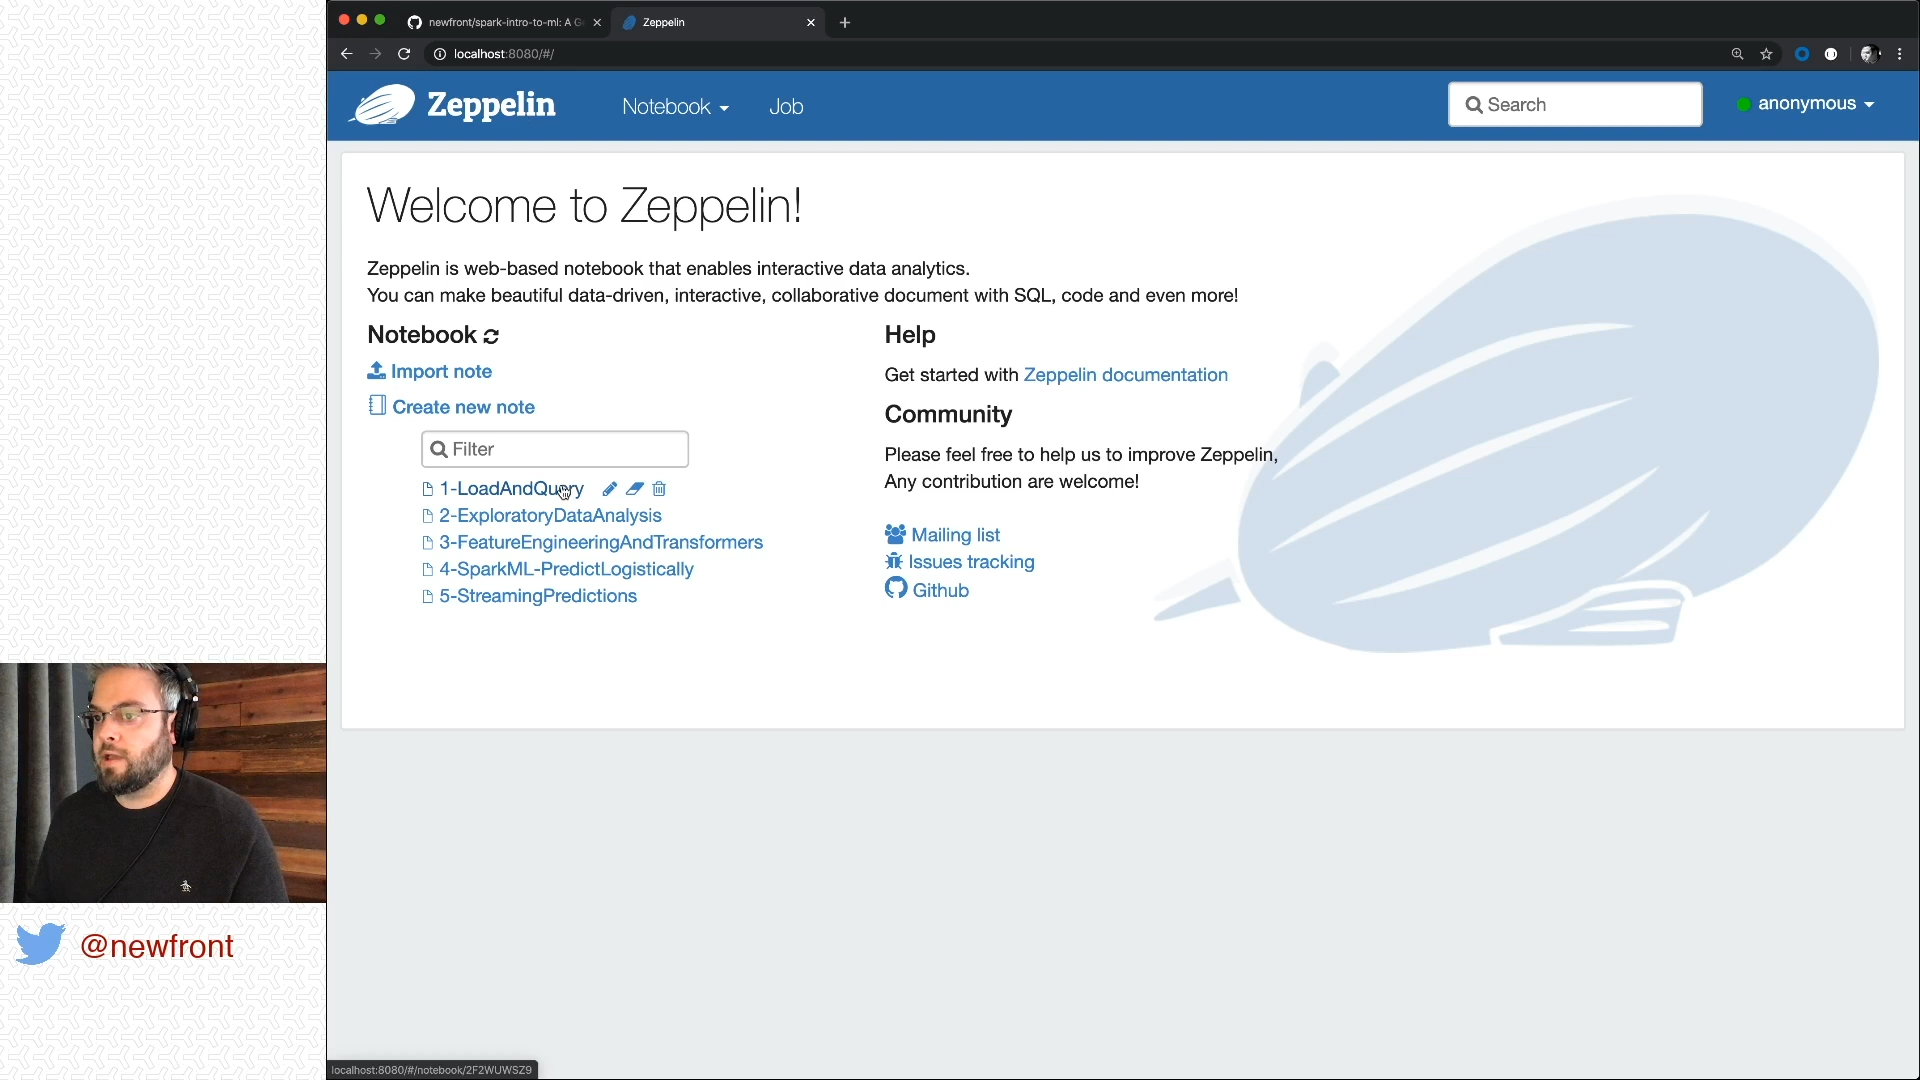 newfront/spark-intro-to-ml: A G
Zeppelin
localhost:8080/#/
Zeppelin
Notebook
Job
Search
anonymous
Welcome to Zeppelin!
Zeppelin is web-based notebook that enables interactive data analytics.
You can make beautiful data-driven, interactive, collaborative document with SQL, code and even more!
Notebook
Import note
Create new note
Filter
1-LoadAndQuery
2-ExploratoryDataAnalysis
3-FeatureEngineeringAndTransformers
4-SparkML-PredictLogistically
5-StreamingPredictions
Help
Get started with Zeppelin documentation
Community
Please feel free to help us to improve Zeppelin,
Any contribution are welcome!
Mailing list
Issues tracking
Github
@newfront
localhost:8080/#/notebook/2F2WUWSZ9